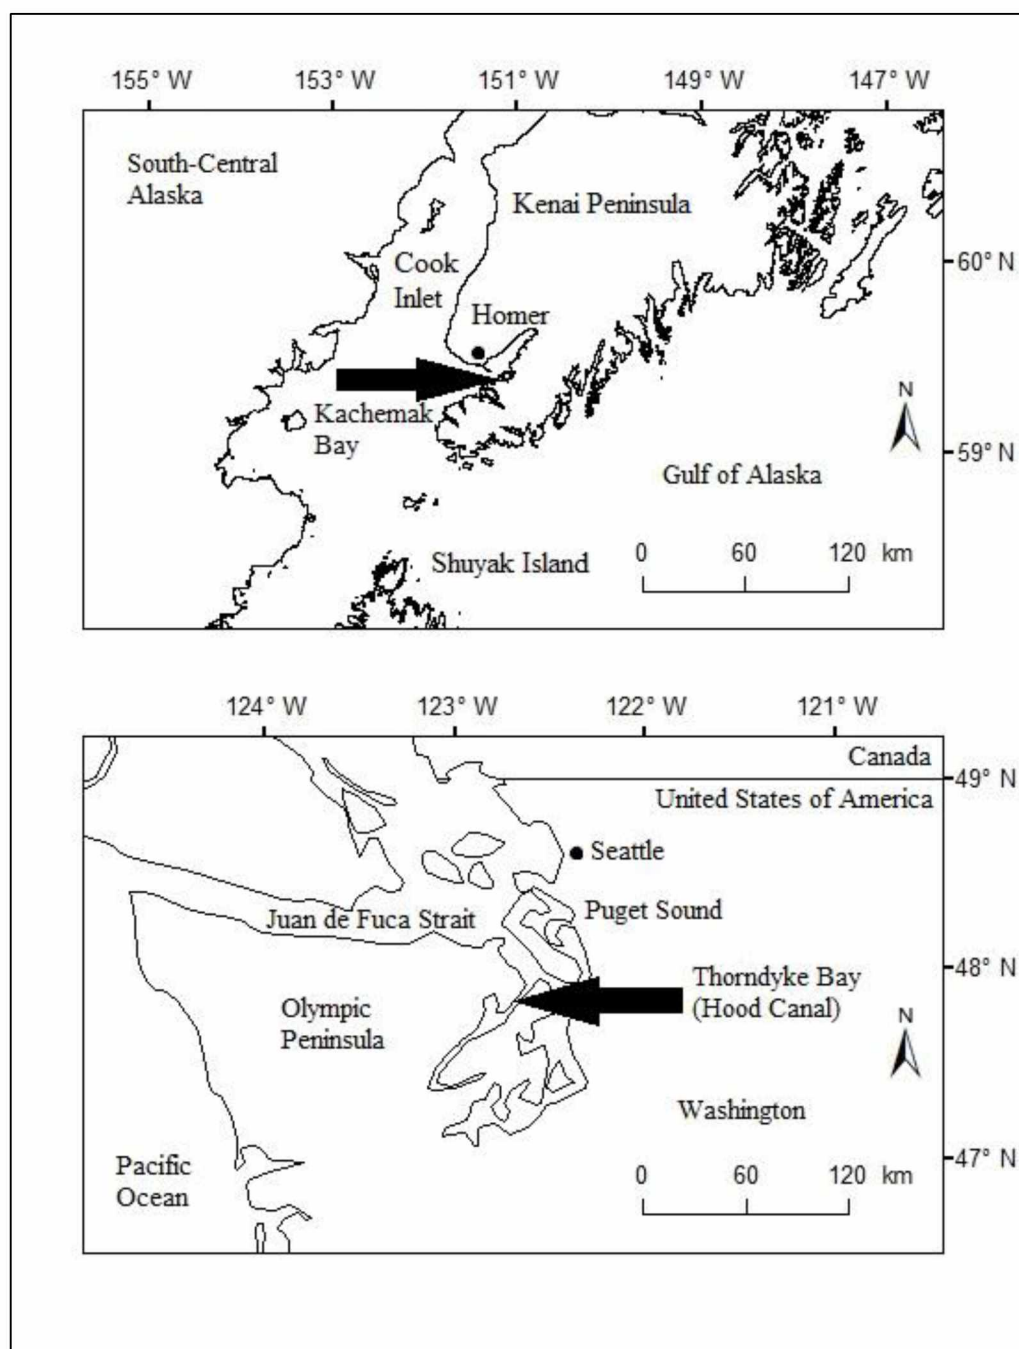 155° W 153° W 151° W 149° W 147° W
South-Central
Alaska
Kenai Peninsula
Cook
Inlet
60° N
Homer
N
Kachemak
Bay
59° N
Gulf of Alaska
Shuyak Island
0 60 120 km
124° W 123° W 122° W 121° W
Canada
49° N
United States of America
Seattle
Puget Sound
Juan de Fuca Strait
48° N
Thorndyke Bay
(Hood Canal)
Olympic
Peninsula
N
Washington
47° N
Pacific
Ocean
0 60 120 km